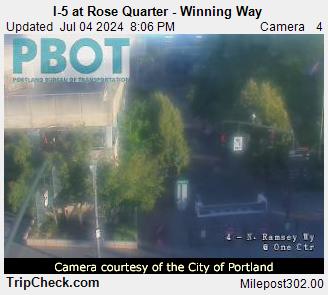 I-5 at Rose Quarter - Winning Way
Updated Jul 04 2024 8:06 PM Camera 4
PBOT
PORTLAND BUREAU OF TRANSPORTATION
4 - N. Ramsey Wy
@ One Ctr
Camera courtesy of the City of Portland
TripCheck.com Milepost302.00